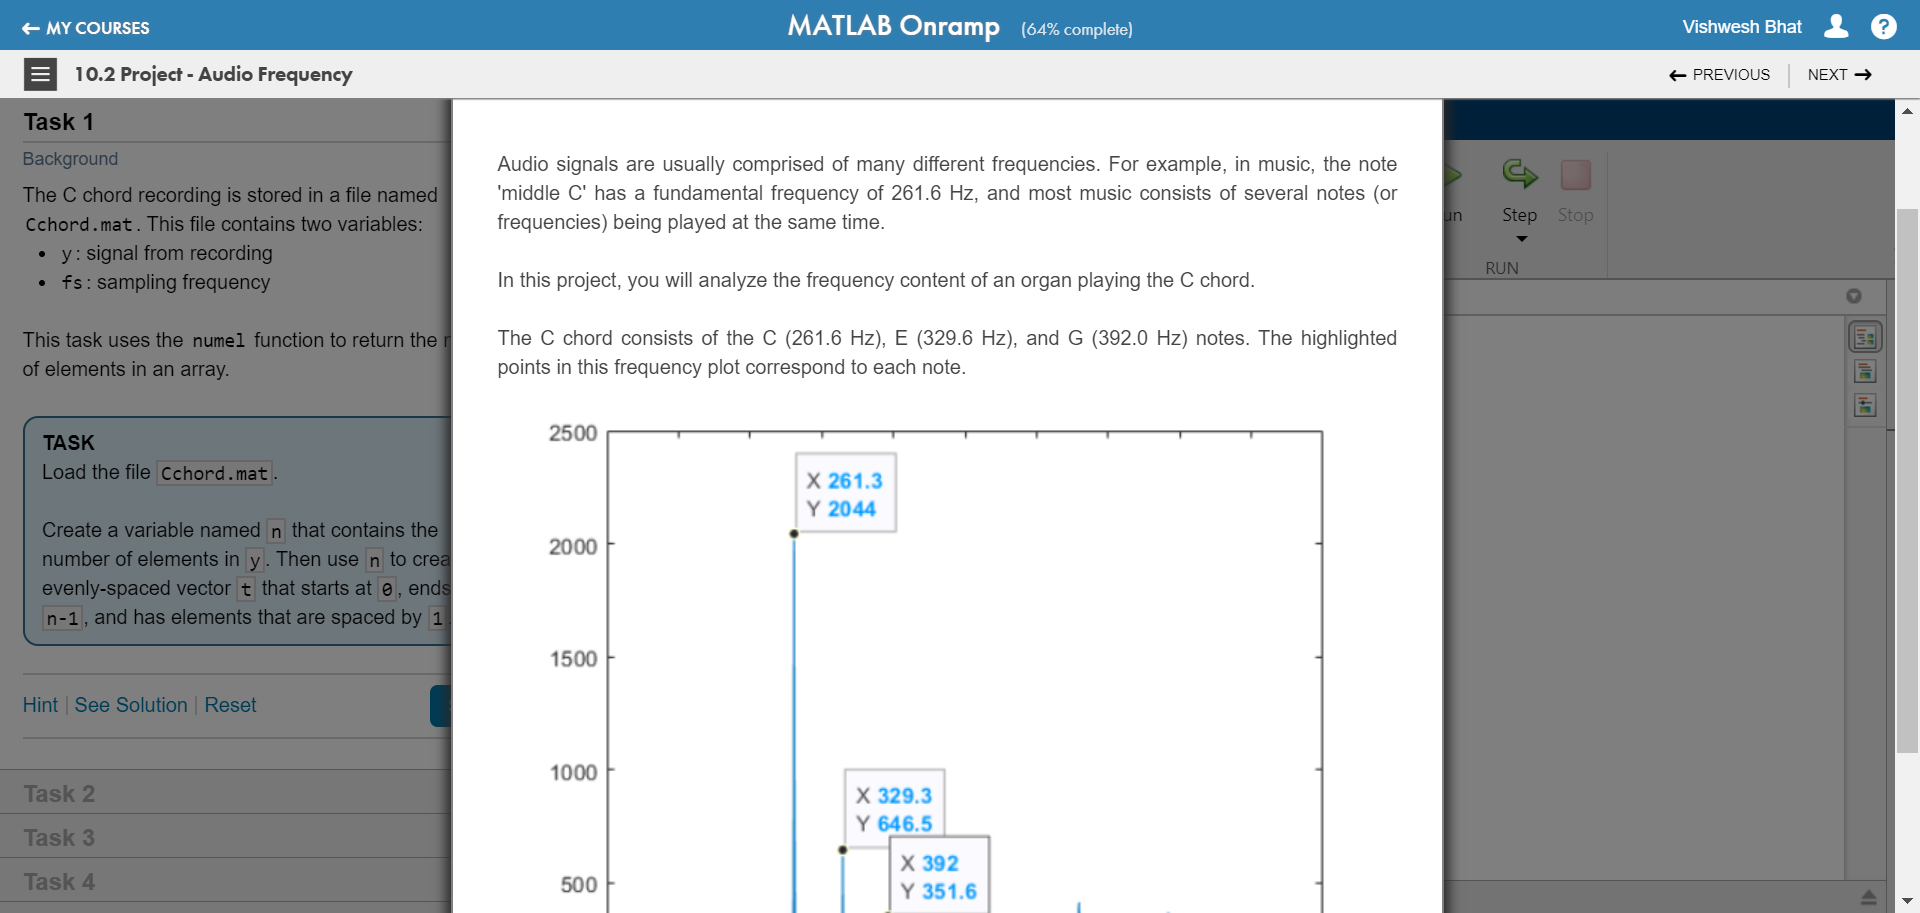 MY COURSES
MATLAB Onramp (64% complete)
Vishwesh Bhat
?
10.2 Project - Audio Frequency
PREVIOUS
NEXT
Task 1
Background
The C chord recording is stored in a file named
Cchord.mat. This file contains two variables:
• y: signal from recording
• fs: sampling frequency
This task uses the numel function to return the
of elements in an array.
TASK
Load the file Cchord.mat.
Create a variable named n that contains the
number of elements in y. Then use n to crea
evenly-spaced vector t that starts at 0, ends
n-1, and has elements that are spaced by 1
Hint | See Solution | Reset
Task 2
Task 3
Task 4
Audio signals are usually comprised of many different frequencies. For example, in music, the note
'middle C' has a fundamental frequency of 261.6 Hz, and most music consists of several notes (or
frequencies) being played at the same time.
In this project, you will analyze the frequency content of an organ playing the C chord.
The C chord consists of the C (261.6 Hz), E (329.6 Hz), and G (392.0 Hz) notes. The highlighted
points in this frequency plot correspond to each note.
2500
2000
1500
1000
500
X 261.3
Y 2044
X 329.3
Y 646.5
X 392
Y 351.6
un
Step
Stop
RUN